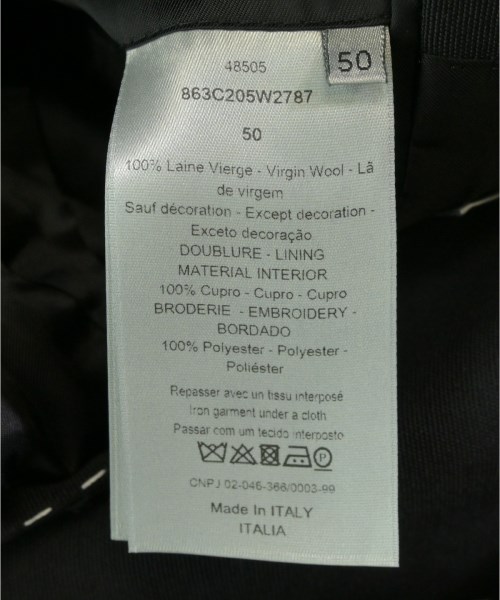 50
48505
863C205W2787
50
100% Laine Vierge - Virgin Wool - Lã
de virgem
Sauf décoration - Except decoration -
Exceto decoração
DOUBLURE - LINING
MATERIAL INTERIOR
100% Cupro - Cupro - Cupro
BRODERIE - EMBROIDERY -
BORDADO
100% Polyester - Polyester -
Poliéster
Repasser avec un tissu interposé
Iron garment under a cloth
Passar com um tecido interposto
P
CNPJ 02-046-368/0003-99
Made In ITALY
ITALIA